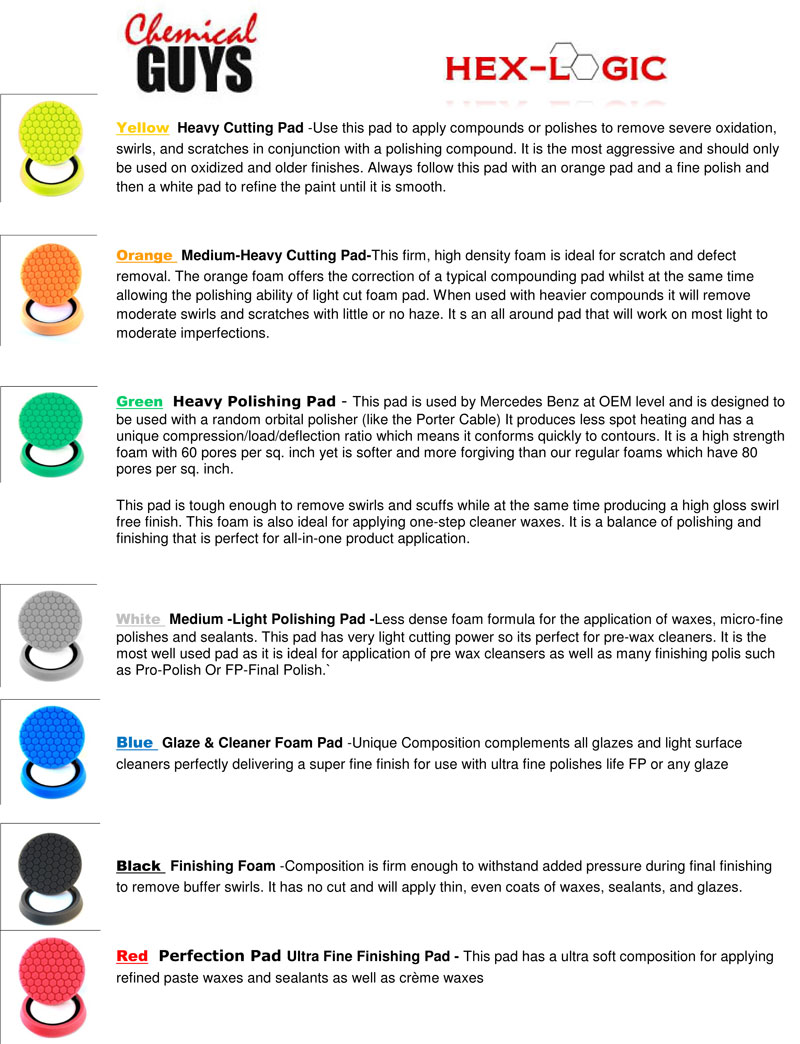 Chemical
GUYS
HEX-LOGIC
Yellow Heavy Cutting Pad -Use this pad to apply compounds or polishes to remove severe oxidation,
swirls, and scratches in conjunction with a polishing compound. It is the most aggressive and should only
be used on oxidized and older finishes. Always follow this pad with an orange pad and a fine polish and
then a white pad to refine the paint until it is smooth.
Orange Medium-Heavy Cutting Pad-This firm, high density foam is ideal for scratch and defect
removal. The orange foam offers the correction of a typical compounding pad whilst at the same time
allowing the polishing ability of light cut foam pad. When used with heavier compounds it will remove
moderate swirls and scratches with little or no haze. It s an all around pad that will work on most light to
moderate imperfections.
Green Heavy Polishing Pad - This pad is used by Mercedes Benz at OEM level and is designed to
be used with a random orbital polisher (like the Porter Cable) It produces less spot heating and has a
unique compression/load/deflection ratio which means it conforms quickly to contours. It is a high strength
foam with 60 pores per sq. inch yet is softer and more forgiving than our regular foams which have 80
pores per sq. inch.
This pad is tough enough to remove swirls and scuffs while at the same time producing a high gloss swirl
free finish. This foam is also ideal for applying one-step cleaner waxes. It is a balance of polishing and
finishing that is perfect for all-in-one product application.
White Medium -Light Polishing Pad -Less dense foam formula for the application of waxes, micro-fine
polishes and sealants. This pad has very light cutting power so its perfect for pre-wax cleaners. It is the
most well used pad as it is ideal for application of pre wax cleansers as well as many finishing polis such
as Pro-Polish Or FP-Final Polish.`
Blue Glaze & Cleaner Foam Pad -Unique Composition complements all glazes and light surface
cleaners perfectly delivering a super fine finish for use with ultra fine polishes life FP or any glaze
Black Finishing Foam -Composition is firm enough to withstand added pressure during final finishing
to remove buffer swirls. It has no cut and will apply thin, even coats of waxes, sealants, and glazes.
Red Perfection Pad Ultra Fine Finishing Pad - This pad has a ultra soft composition for applying
refined paste waxes and sealants as well as crème waxes